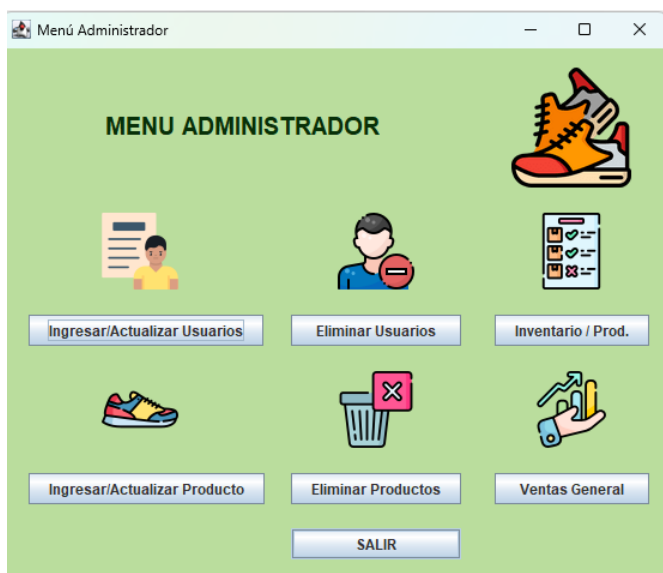 Menú Administrador
MENU ADMINISTRADOR
Ingresar/Actualizar Usuarios
Eliminar Usuarios
Inventario / Prod.
Ingresar/Actualizar Producto
Eliminar Productos
Ventas General
SALIR